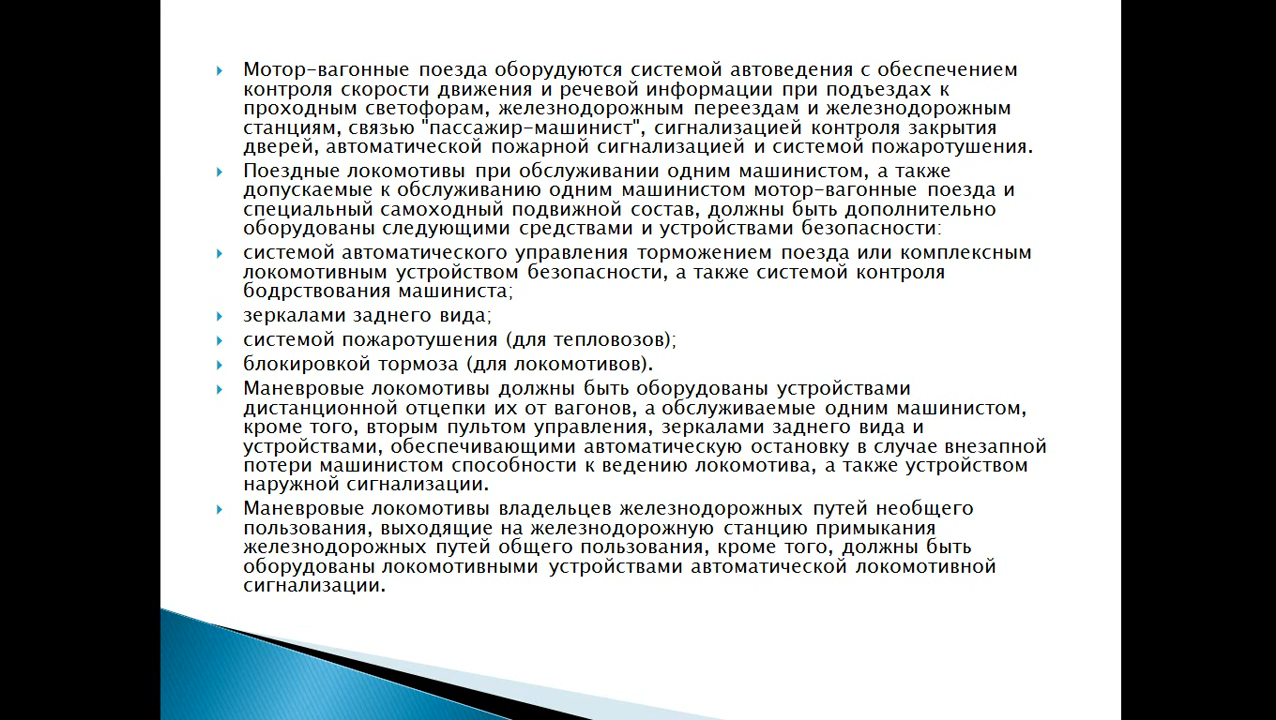 Мотор-вагонные поезда оборудуются системой автоведения с обеспечением
контроля скорости движения и речевой информации при подъездах к
проходным светофорам, железнодорожным переездам и железнодорожным
станциям, связью "пассажир-машинист", сигнализацией контроля закрытия
дверей, автоматической пожарной сигнализацией и системой пожаротушения.
Поездные локомотивы при обслуживании одним машинистом, а также
допускаемые к обслуживанию одним машинистом мотор-вагонные поезда и
специальный самоходный подвижной состав, должны быть дополнительно
оборудованы следующими средствами и устройствами безопасности:
системой автоматического управления торможением поезда или комплексным
локомотивным устройством безопасности, а также системой контроля
бодрствования машиниста;
зеркалами заднего вида;
системой пожаротушения (для тепловозов);
блокировкой тормоза (для локомотивов).
Маневровые локомотивы должны быть оборудованы устройствами
дистанционной отцепки их от вагонов, а обслуживаемые одним машинистом,
кроме того, вторым пультом управления, зеркалами заднего вида и
устройствами, обеспечивающими автоматическую остановку в случае внезапной
потери машинистом способности к ведению локомотива, а также устройством
наружной сигнализации.
Маневровые локомотивы владельцев железнодорожных путей необщего
пользования, выходящие на железнодорожную станцию примыкания
железнодорожных путей общего пользования, кроме того, должны быть
оборудованы локомотивными устройствами автоматической локомотивной
сигнализации.